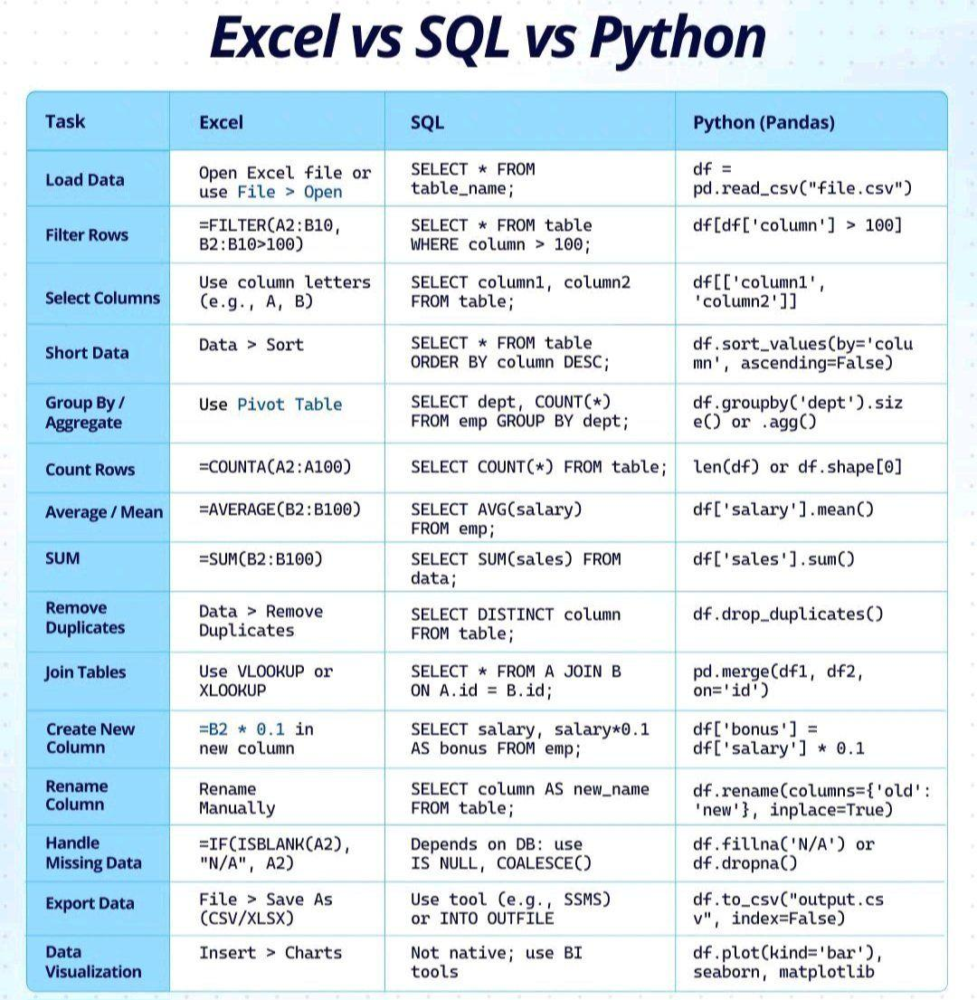 Excel vs SQL vs Python
Task
Excel
SQL
Python (Pandas)
Load Data
Open Excel file or
use File > Open
SELECT * FROM
table_name;
df =
pd.read_csv("file.csv")
Filter Rows
=FILTER(A2:B10,
B2:B10>100)
SELECT * FROM table
WHERE column > 100;
df[df['column'] > 100]
Select Columns
Use column letters
(e.g., A, B)
SELECT column1, column2
FROM table;
df[['column1',
'column2']]
Short Data
Data > Sort
SELECT * FROM table
ORDER BY column DESC;
df.sort_values(by='colu
mn', ascending=False)
Group By /
Aggregate
Use Pivot Table
SELECT dept, COUNT(*)
FROM emp GROUP BY dept;
df.groupby('dept').siz
e() or .agg()
Count Rows
=COUNTA(A2:A100)
SELECT COUNT(*) FROM table;
len(df) or df.shape[0]
Average / Mean
=AVERAGE(B2:B100)
SELECT AVG(salary)
FROM emp;
df['salary'].mean()
SUM
=SUM(B2:B100)
SELECT SUM(sales) FROM
data;
df['sales'].sum()
Remove
Duplicates
Data > Remove
Duplicates
SELECT DISTINCT column
FROM table;
df.drop_duplicates()
Join Tables
Use VLOOKUP or
XLOOKUP
SELECT * FROM A JOIN B
ON A.id = B.id;
pd.merge(df1, df2,
on='id')
Create New
Column
=B2 * 0.1 in
new column
SELECT salary, salary*0.1
AS bonus FROM emp;
df['bonus'] =
df['salary'] * 0.1
Rename
Column
Rename
Manually
SELECT column AS new_name
FROM table;
df.rename(columns={'old':
'new'}, inplace=True)
Handle
Missing Data
=IF(ISBLANK(A2),
"N/A", A2)
Depends on DB: use
IS NULL, COALESCE()
df.fillna('N/A') or
df.dropna()
Export Data
File > Save As
(CSV/XLSX)
Use tool (e.g., SSMS)
or INTO OUTFILE
df.to_csv("output.cs
v", index=False)
Data
Visualization
Insert > Charts
Not native; use BI
tools
df.plot(kind='bar'),
seaborn, matplotlib